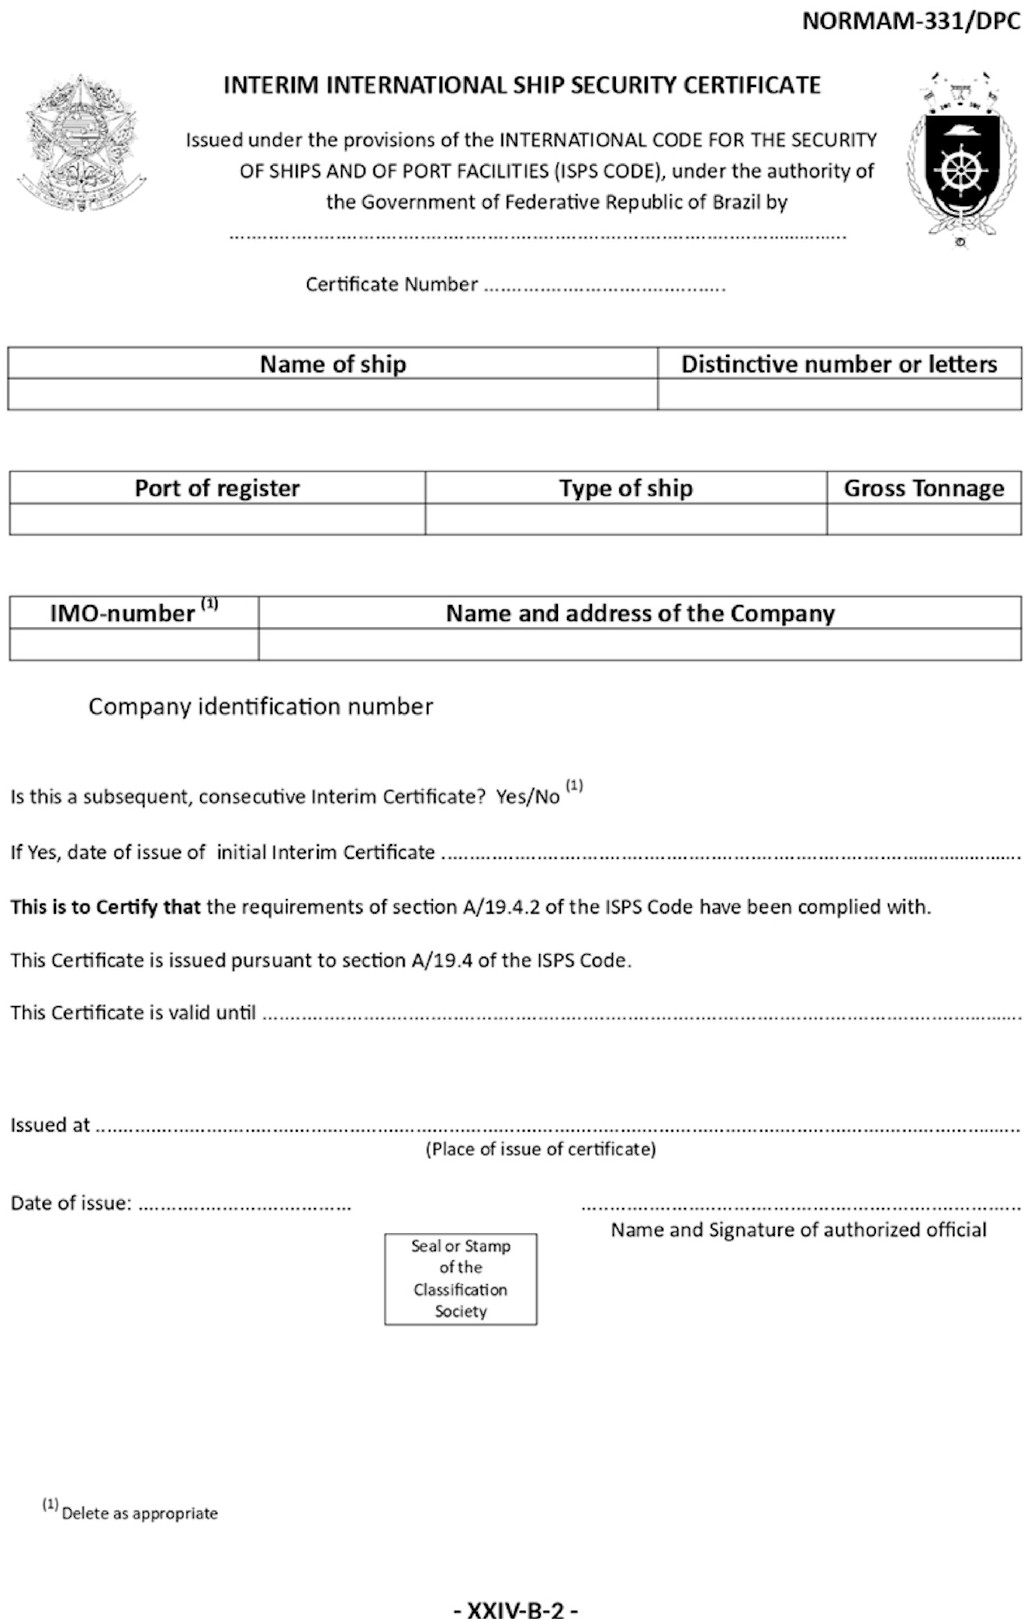 NORMAM-331/DPC
INTERIM INTERNATIONAL SHIP SECURITY CERTIFICATE
Issued under the provisions of the INTERNATIONAL CODE FOR THE SECURITY
OF SHIPS AND OF PORT FACILITIES (ISPS CODE), under the authority of
the Government of Federative Republic of Brazil by
..............................................................................................................
Certificate Number ...........................................
Name of ship Distinctive number or letters
Port of register Type of ship Gross Tonnage
IMO-number (1) Name and address of the Company
Company identification number
Is this a subsequent, consecutive Interim Certificate? Yes/No (1)
If Yes, date of issue of initial Interim Certificate .......................................................................................................
This is to Certify that the requirements of section A/19.4.2 of the ISPS Code have been complied with.
This Certificate is issued pursuant to section A/19.4 of the ISPS Code.
This Certificate is valid until .......................................................................................................................................
Issued at .....................................................................................................................................................................
(Place of issue of certificate)
Date of issue: ...................................... ..............................................................................
Name and Signature of authorized official
Seal or Stamp
of the
Classification
Society
(1) Delete as appropriate
- XXIV-B-2 -